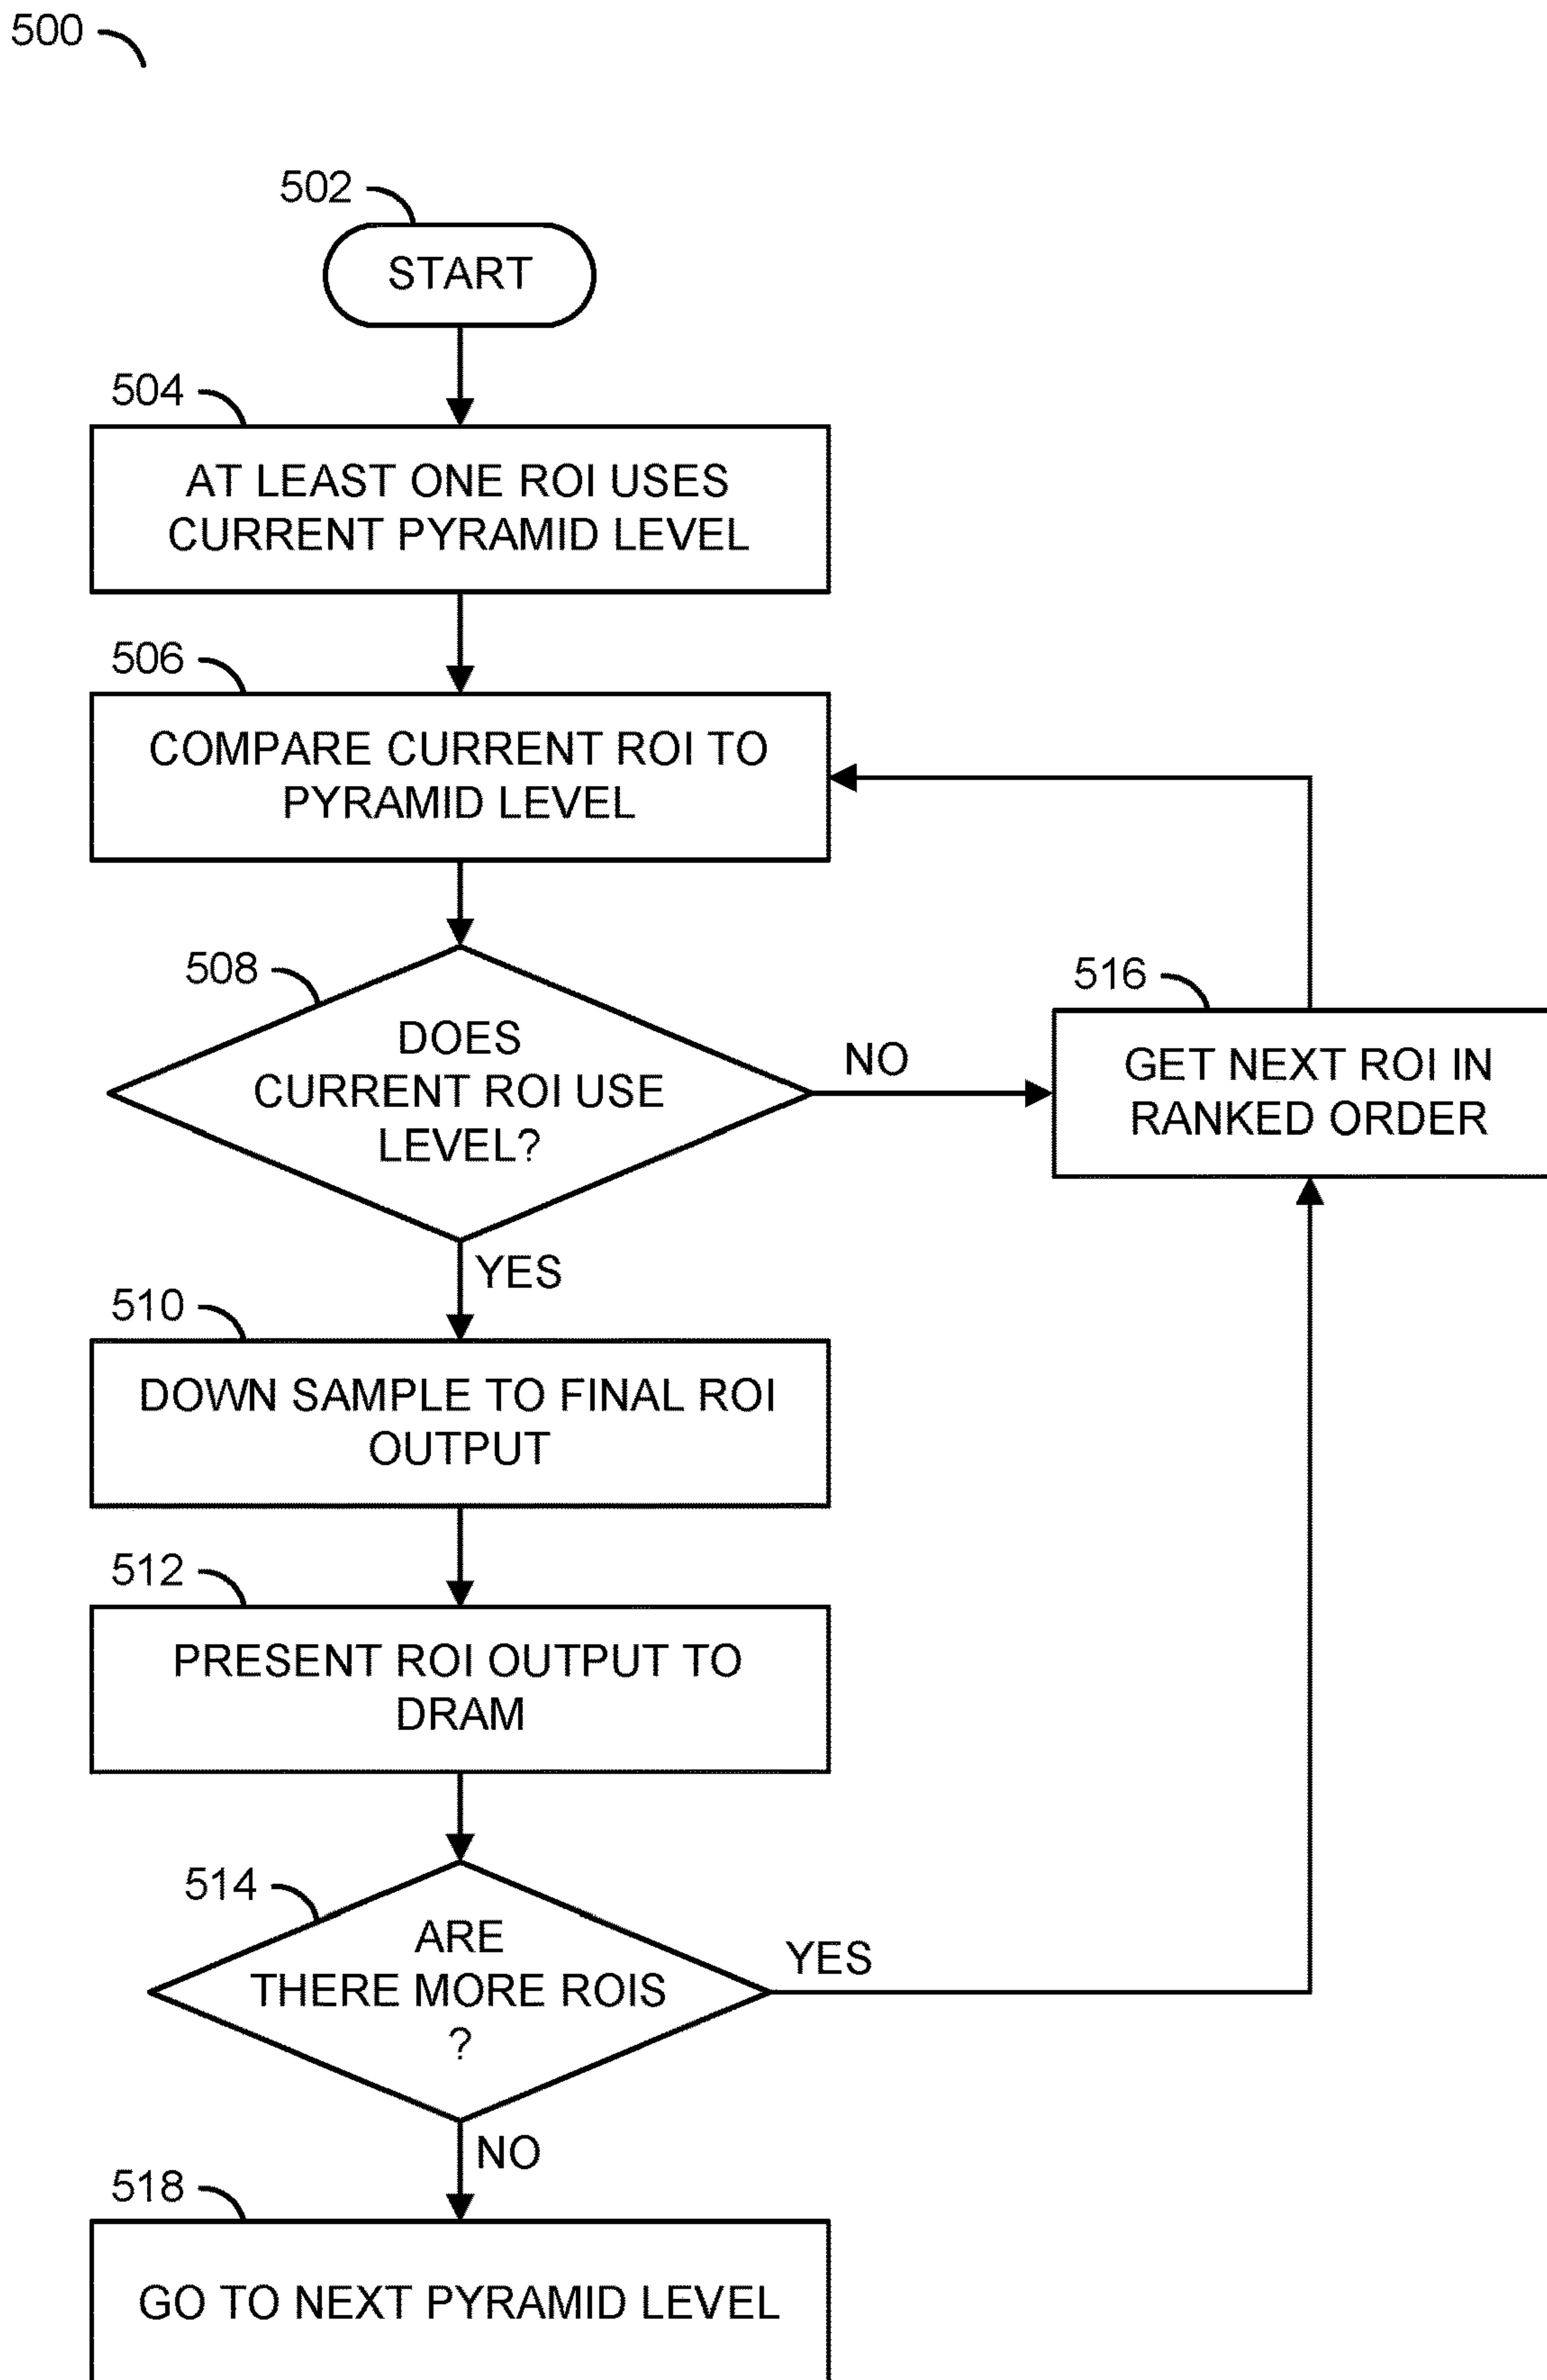 500
502
START
504
AT LEAST ONE ROI USES
CURRENT PYRAMID LEVEL
506
COMPARE CURRENT ROI TO
PYRAMID LEVEL
508
DOES
CURRENT ROI USE
LEVEL?
NO
516
GET NEXT ROI IN
RANKED ORDER
YES
510
DOWN SAMPLE TO FINAL ROI
OUTPUT
512
PRESENT ROI OUTPUT TO
DRAM
514
ARE
THERE MORE ROIS
?
YES
NO
518
GO TO NEXT PYRAMID LEVEL